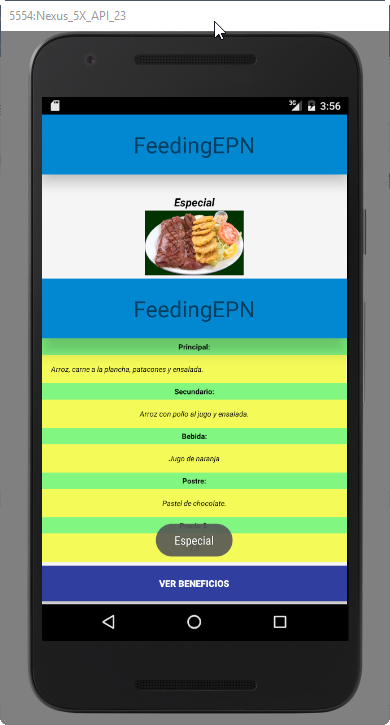 5554:Nexus_5X_API_23
3G 3:56
FeedingEPN
Especial
FeedingEPN
Principal:
Arroz, carne a la plancha, patacones y ensalada.
Secundario:
Arroz con pollo al jugo y ensalada.
Bebida:
Jugo de naranja
Postre:
Pastel de chocolate.
Especial
VER BENEFICIOS